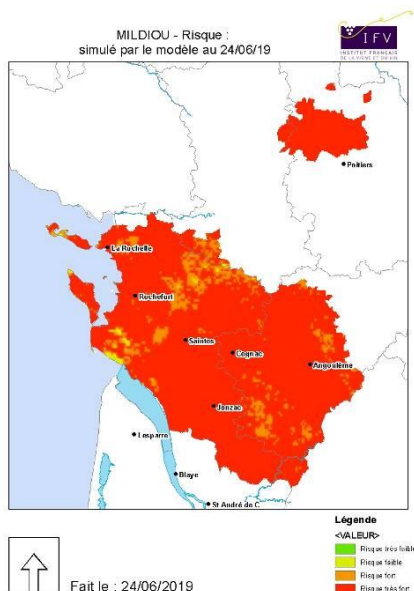 MILDIOU - Risque :
simulé par le modèle au 24/06/19
IFV
INSTITUT FRANÇAIS
DE LA VIGNE ET DU VIN
Poitiers
La Rochelle
Rochefort
Saintes
Cognac
Angoulême
Jonzac
Lesparre
Blaye
St André de C
Légende
<VALEUR>
Risque très faible
Risque faible
Risque fort
Risque très fort
Fait le : 24/06/2019